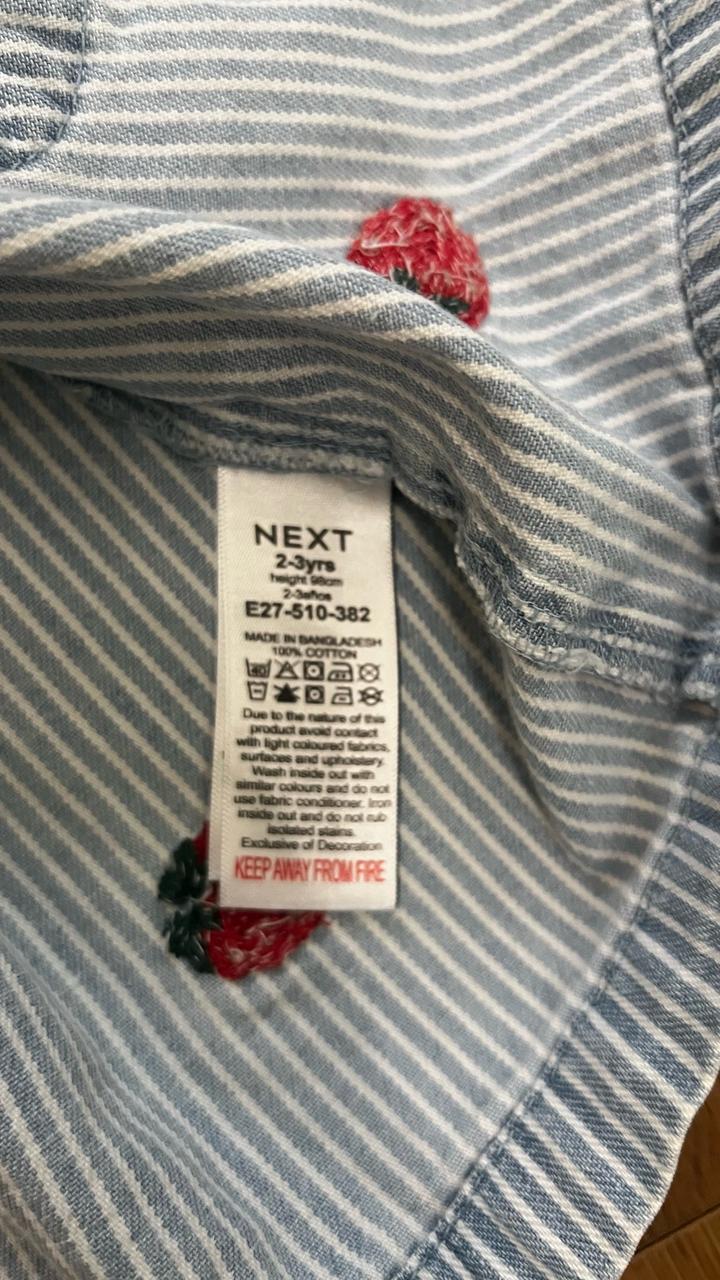 NEXT
2-3yrs
height 98cm
2-3años
E27-510-382
MADE IN BANGLADESH
100% COTTON
40
Due to the nature of this
product avoid contact
with light coloured fabrics,
surfaces and upholstery.
Wash inside out with
similar colours and do not
use fabric conditioner. Iron
inside out and do not rub
isolated stains.
Exclusive of Decoration
KEEP AWAY FROM FIRE